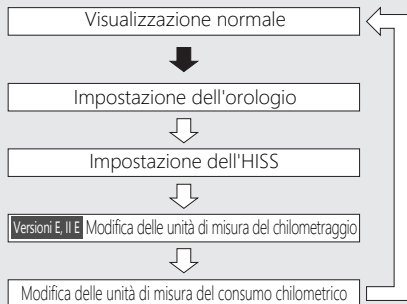 Visualizzazione normale
Impostazione dell'orologio
Impostazione dell'HISS
Versioni E, II E Modifica delle unità di misura del chilometraggio
Modifica delle unità di misura del consumo chilometrico